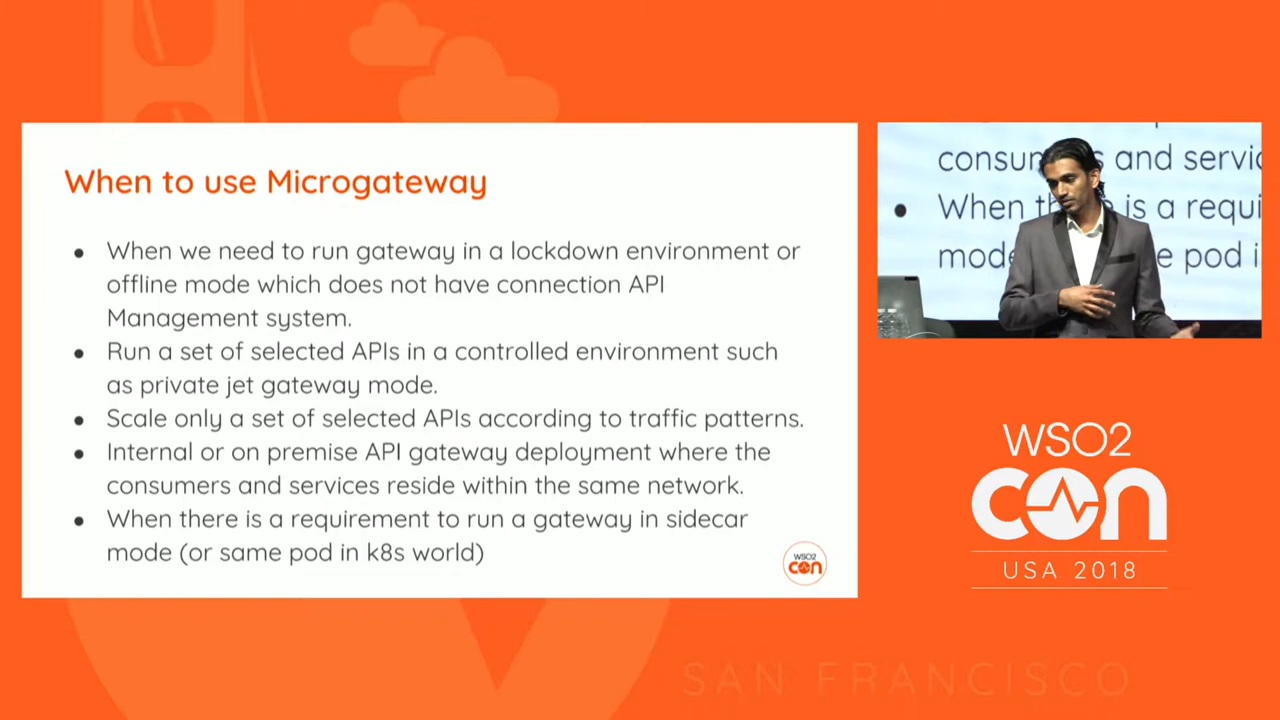 When to use Microgateway
● When we need to run gateway in a lockdown environment or
offline mode which does not have connection API
Management system.
● Run a set of selected APIs in a controlled environment such
as private jet gateway mode.
● Scale only a set of selected APIs according to traffic patterns.
● Internal or on premise API gateway deployment where the
consumers and services reside within the same network.
● When there is a requirement to run a gateway in sidecar
mode (or same pod in k8s world)
WSO2
con
consum s and servic
● When th is a requi
mode e pod i
WSO2
con
USA 2018
SAN FRANCISCO